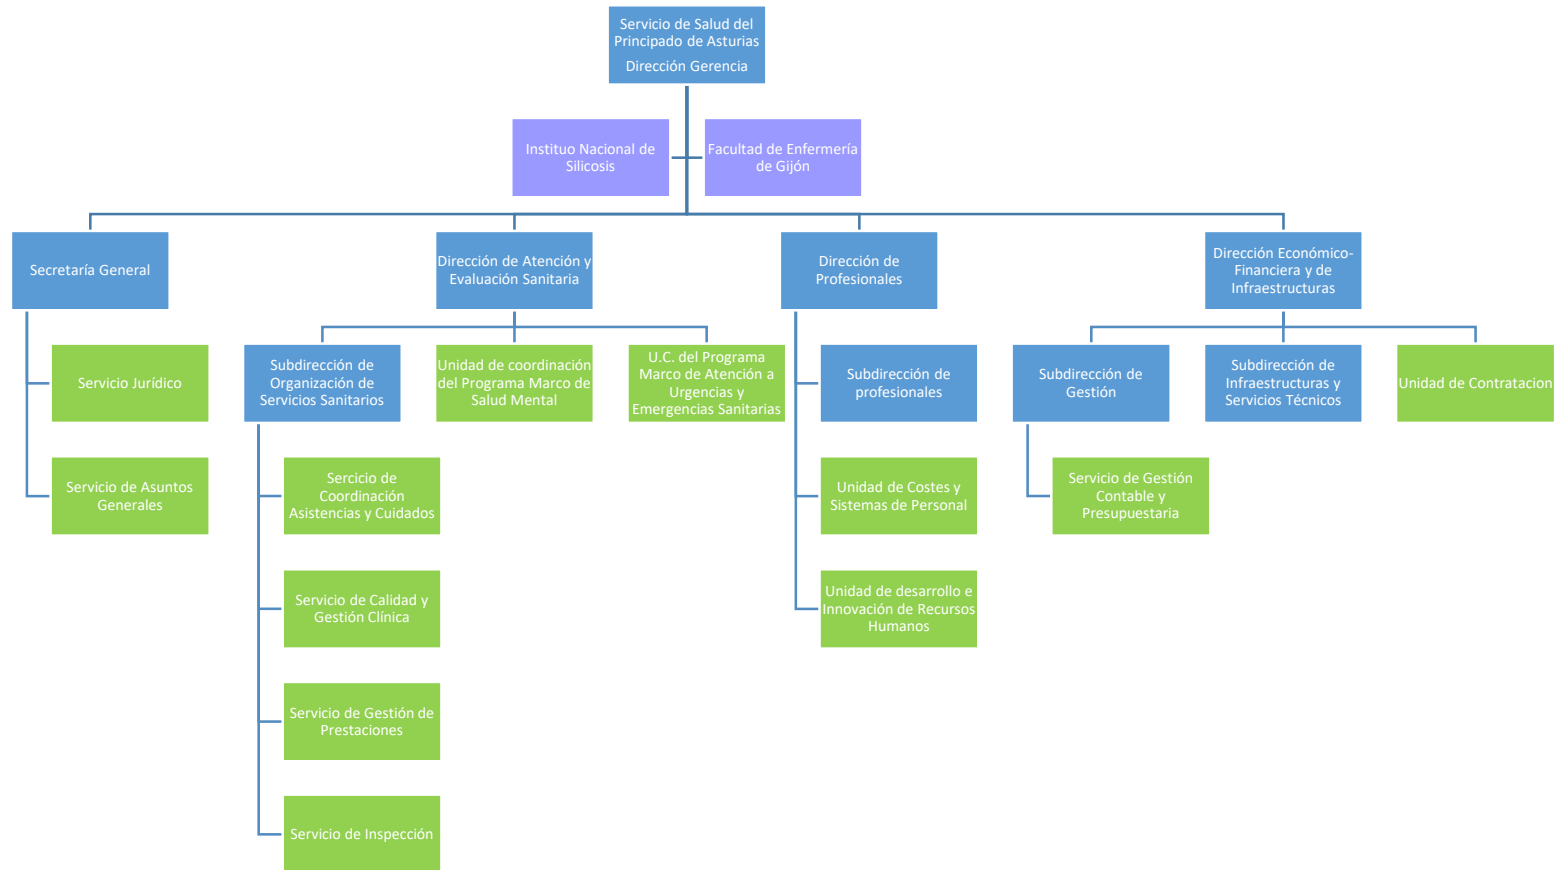 Servicio de Salud del
Principado de Asturias
Dirección Gerencia
Instituo Nacional de
Silicosis
Facultad de Enfermería
de Gijón
Secretaría General
Dirección de Atención y
Evaluación Sanitaria
Dirección de
Profesionales
Dirección Económico-
Financiera y de
Infraestructuras
Servicio Jurídico
Subdirección de
Organización de
Servicios Sanitarios
Unidad de coordinación
del Programa Marco de
Salud Mental
U.C. del Programa
Marco de Atención a
Urgencias y
Emergencias Sanitarias
Subdirección de
profesionales
Subdirección de
Gestión
Subdirección de
Infraestructuras y
Servicios Técnicos
Unidad de Contratacion
Servicio de Asuntos
Generales
Sercicio de
Coordinación
Asistencias y Cuidados
Unidad de Costes y
Sistemas de Personal
Servicio de Gestión
Contable y
Presupuestaria
Servicio de Calidad y
Gestión Clínica
Unidad de desarrollo e
Innovación de Recursos
Humanos
Servicio de Gestión de
Prestaciones
Servicio de Inspección